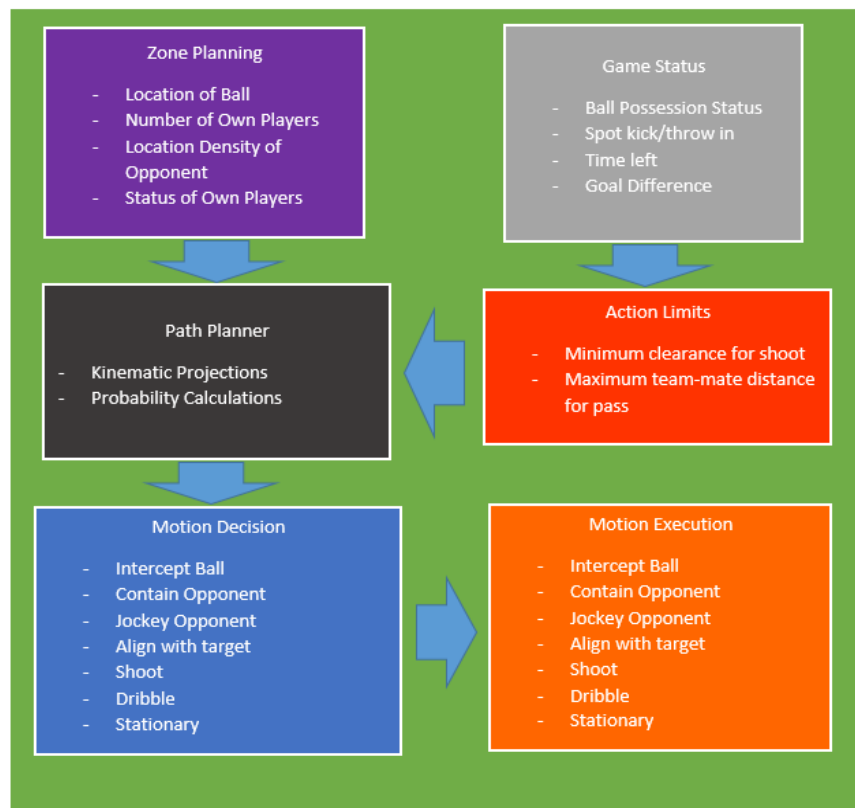 Zone Planning
- Location of Ball
- Number of Own Players
- Location Density of
Opponent
- Status of Own Players
Game Status
- Ball Possession Status
- Spot kick/throw in
- Time left
- Goal Difference
Path Planner
- Kinematic Projections
- Probability Calculations
Action Limits
- Minimum clearance for shoot
- Maximum team-mate distance
for pass
Motion Decision
- Intercept Ball
- Contain Opponent
- Jockey Opponent
- Align with target
- Shoot
- Dribble
- Stationary
Motion Execution
- Intercept Ball
- Contain Opponent
- Jockey Opponent
- Align with target
- Shoot
- Dribble
- Stationary